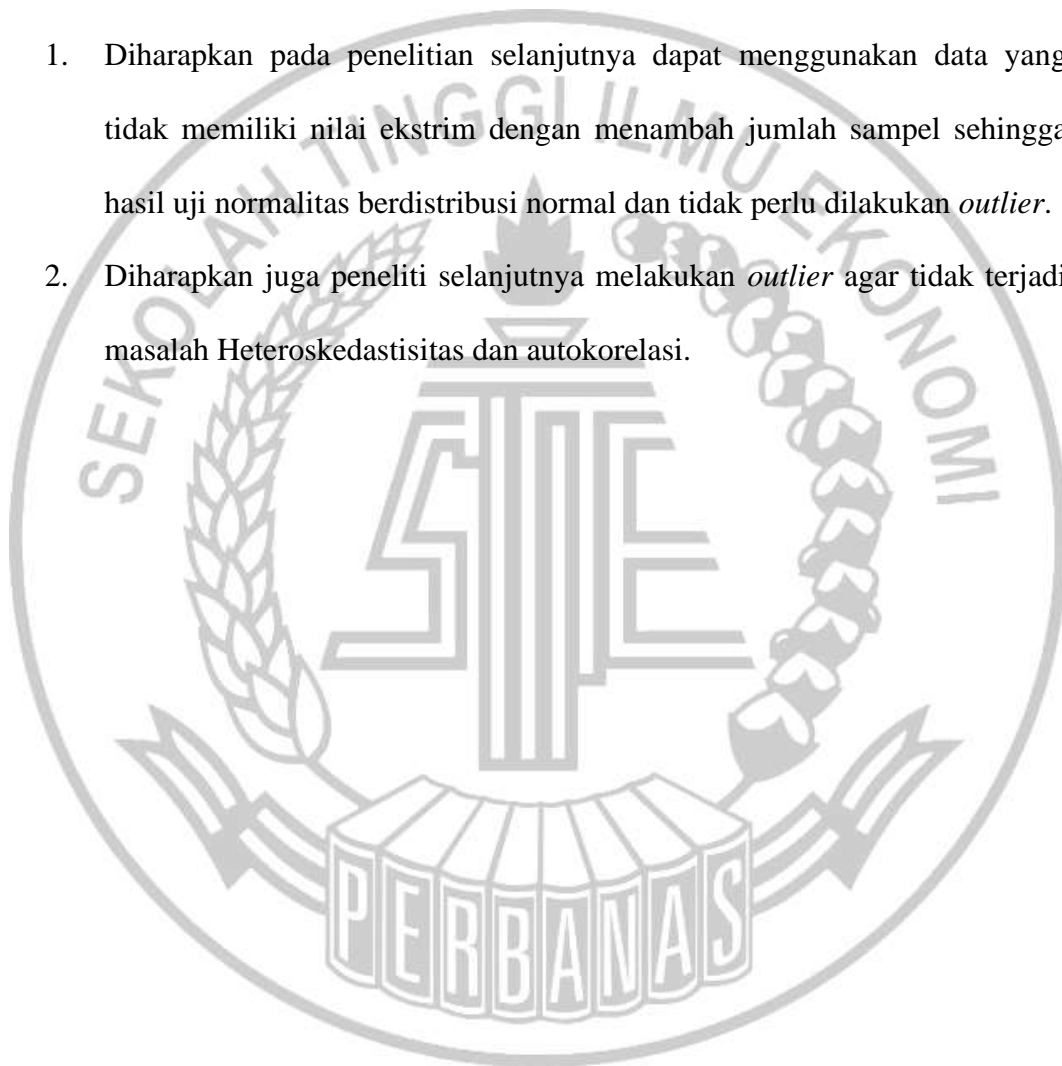 1. Diharapkan pada penelitian selanjutnya dapat menggunakan data yang
tidak memiliki nilai ekstrim dengan menambah jumlah sampel sehingga
hasil uji normalitas berdistribusi normal dan tidak perlu dilakukan outlier.
2. Diharapkan juga peneliti selanjutnya melakukan outlier agar tidak terjadi
masalah Heteroskedastisitas dan autokorelasi.
SEKOLAH TINGGI ILMU EKONOMI
STIE
PERBANAS